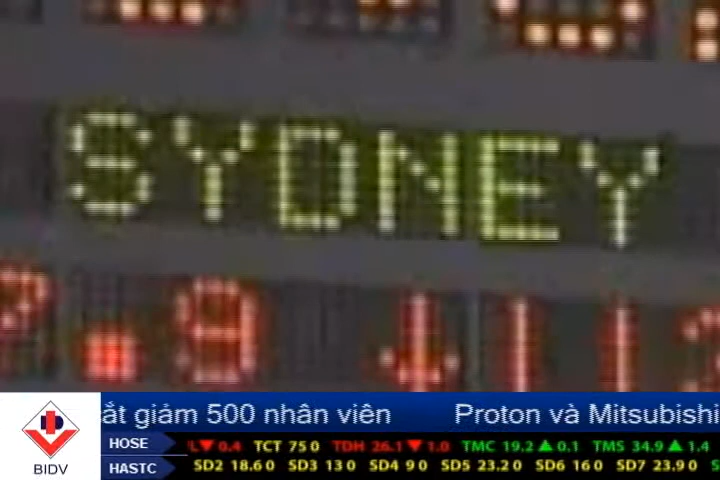 SYDNEY
.9 ↓
ắt giảm 500 nhân viên Proton và Mitsubishi
BIDV
HOSE L▼0.4 TCT 75 0 TDH 26.1▼1.0 TMC 19.2▲0.1 TMS 34.9▲1.4
HASTC SD2 18.6 0 SD3 13 0 SD4 9 0 SD5 23.2 0 SD6 16 0 SD7 23.9 0